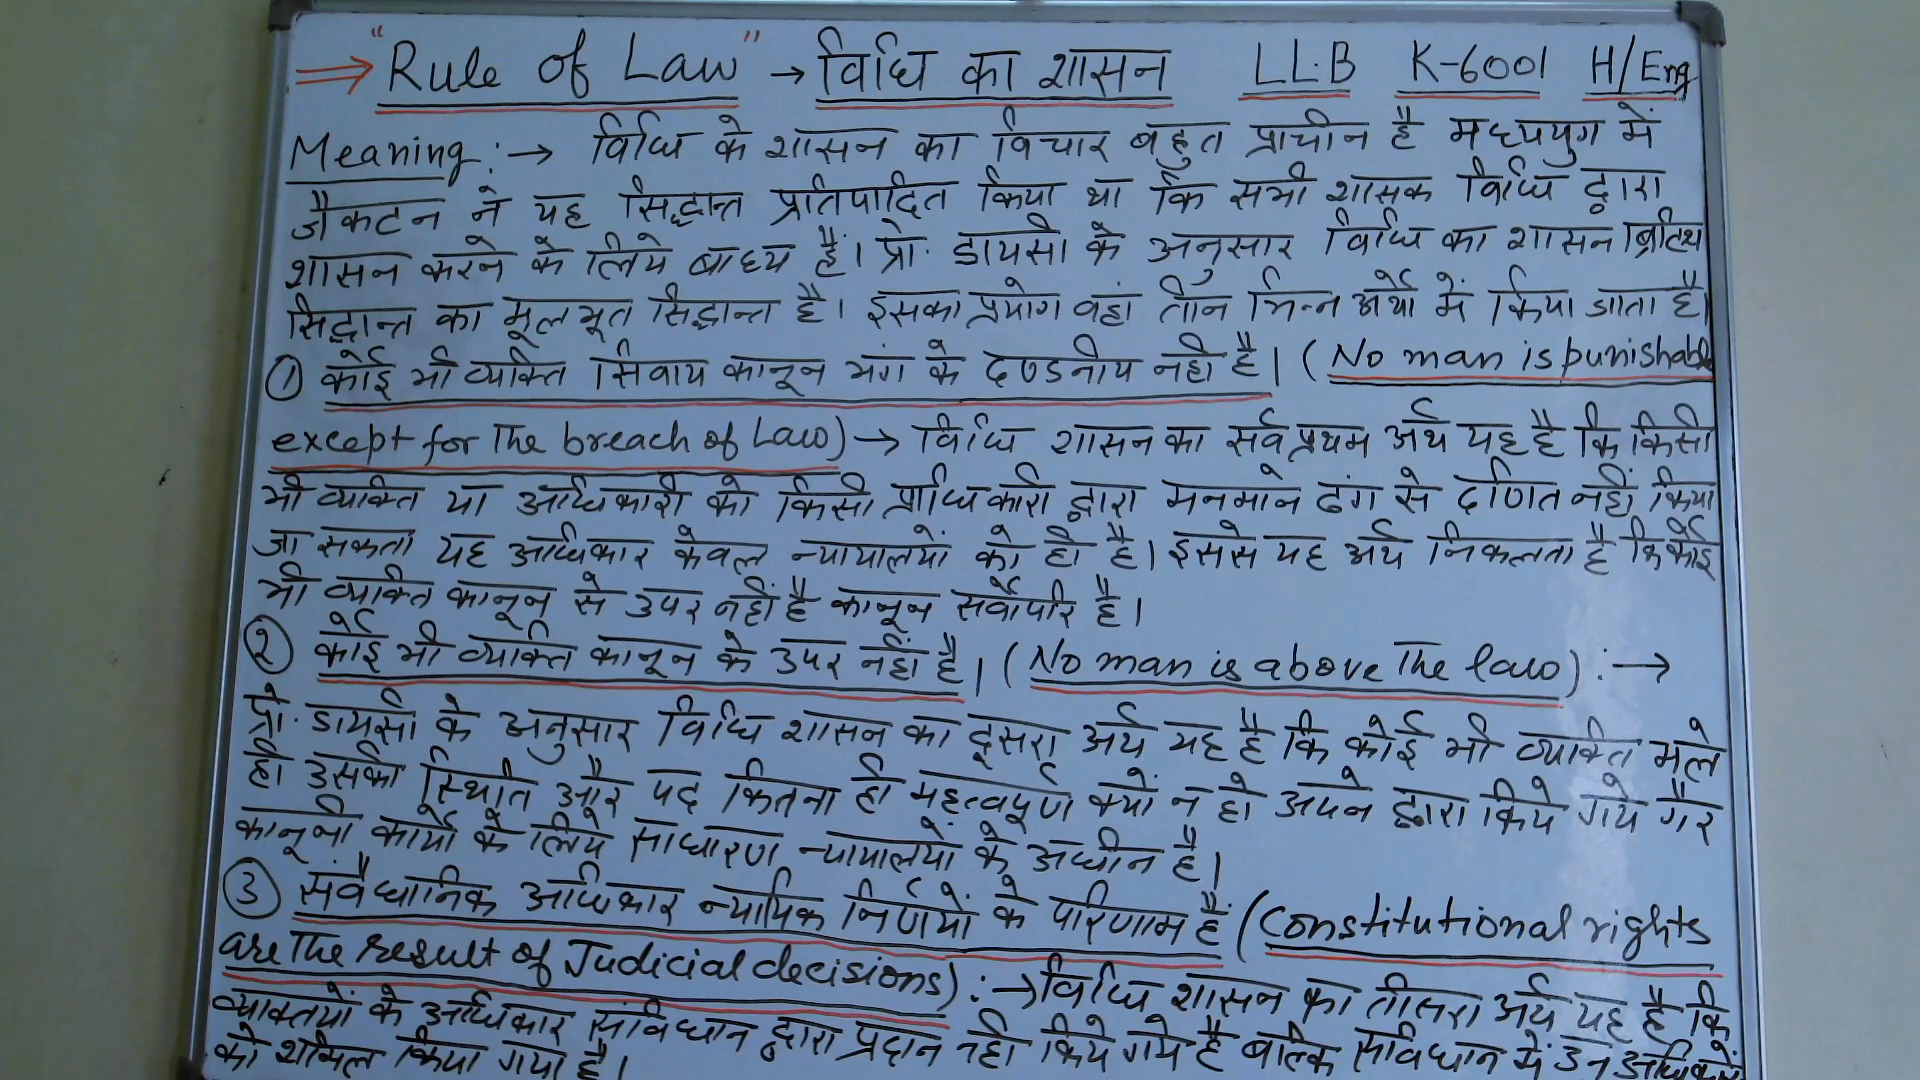 ⇒ "Rule of Law" → विधि का शासन LL.B K-6001 H/Eng
Meaning :→ विधि के शासन का विचार बहुत प्राचीन है मध्ययुग में
जैकटन ने यह सिद्धान्त प्रतिपादित किया था कि सभी शासक विधि द्वारा
शासन करने के लिये बाध्य हैं। प्रो. डायसी के अनुसार विधि का शासन ब्रिटिश
सिद्धान्त का मूलभूत सिद्धान्त है। इसका प्रयोग वहां तीन भिन्न अर्थों में किया जाता है।
① कोई भी व्यक्ति सिवाय कानून भंग के दण्डनीय नही है। (No man is punishable
except for The breach of Law) → विधि शासन का सर्वप्रथम अर्थ यह है कि किसी
भी व्यक्ति या अधिकारी को किसी प्राधिकारी द्वारा मनमाने ढंग से दणित नहीं किया
जा सकता यह अधिकार केवल न्यायालयों को ही है। इससे यह अर्थ निकलता है कि कोई
भी व्यक्ति कानून से उपर नहीं है कानून सर्वोपरि है।
② कोई भी व्यक्ति कानून के उपर नहीं है। (No man is above The law) :→
प्रो. डायसी के अनुसार विधि शासन का दूसरा अर्थ यह है कि कोई भी व्यक्ति भले
ही उसकी स्थिति और पद कितना ही महत्वपूर्ण क्यों न हो अपने द्वारा किये गये गैर
कानूनी कार्यों के लिये साधारण न्यायालयों के अधीन है।
③ संवैधानिक अधिकार न्यायिक निर्णयों के परिणाम हैं (Constitutional rights
are The result of Judicial decisions) :→ विधि शासन का तीसरा अर्थ यह है कि
व्यक्तियों के अधिकार संविधान द्वारा प्रदान नही किये गये है बल्कि संविधान में उन अधिकारों
को शामिल किया गया है।